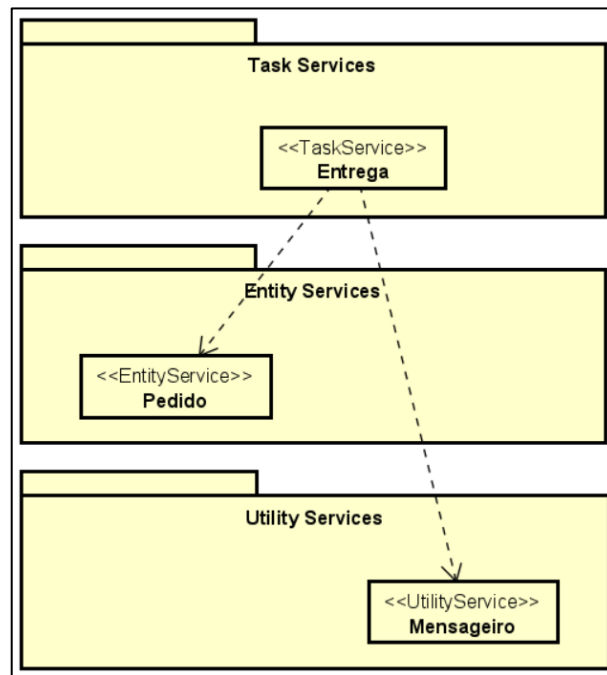 Task Services
<<TaskService>>
Entrega
Entity Services
<<EntityService>>
Pedido
Utility Services
<<UtilityService>>
Mensageiro